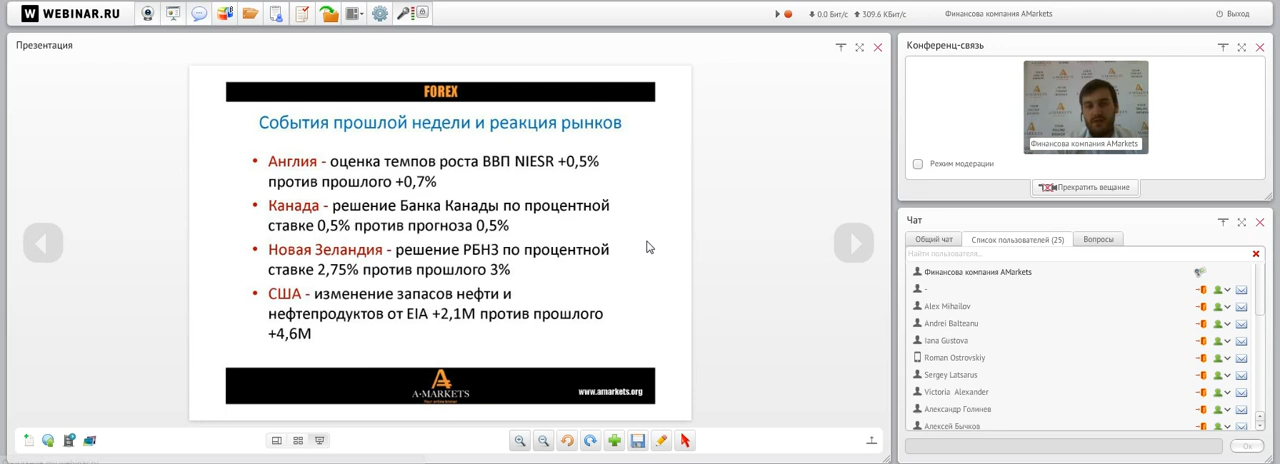 W WEBINAR.RU
0.0 Бит/с
309.6 КБит/с
Финансова компания AMarkets
Выход
Презентация
FOREX
События прошлой недели и реакция рынков
• Англия - оценка темпов роста ВВП NIESR +0,5%
против прошлого +0,7%
• Канада - решение Банка Канады по процентной
ставке 0,5% против прогноза 0,5%
• Новая Зеландия - решение РБНЗ по процентной
ставке 2,75% против прошлого 3%
• США - изменение запасов нефти и
нефтепродуктов от EIA +2,1М против прошлого
+4,6М
A-MARKETS
Your online broker
www.amarkets.org
Конференц-связь
Финансова компания AMarkets
Режим модерации
Прекратить вещание
Чат
Общий чат
Список пользователей (25)
Вопросы
Найти пользователя...
Финансова компания AMarkets
-
Alex Mihailov
Andrei Balteanu
Iana Gustova
Roman Ostrovskiy
Sergey Latsarus
Victoria Alexander
Александр Голинев
Алексей Бычков
Ок